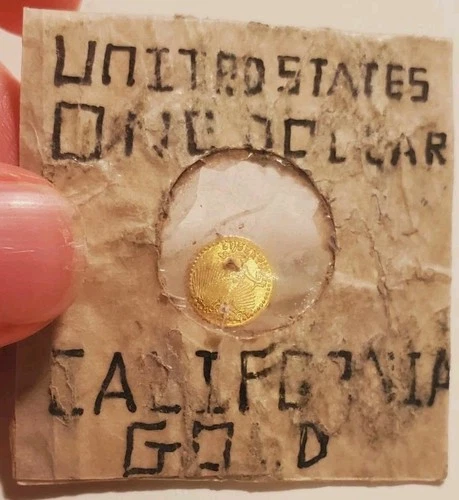 UNITED STATES
ONE DOLLAR
CALIFORNIA
GOLD